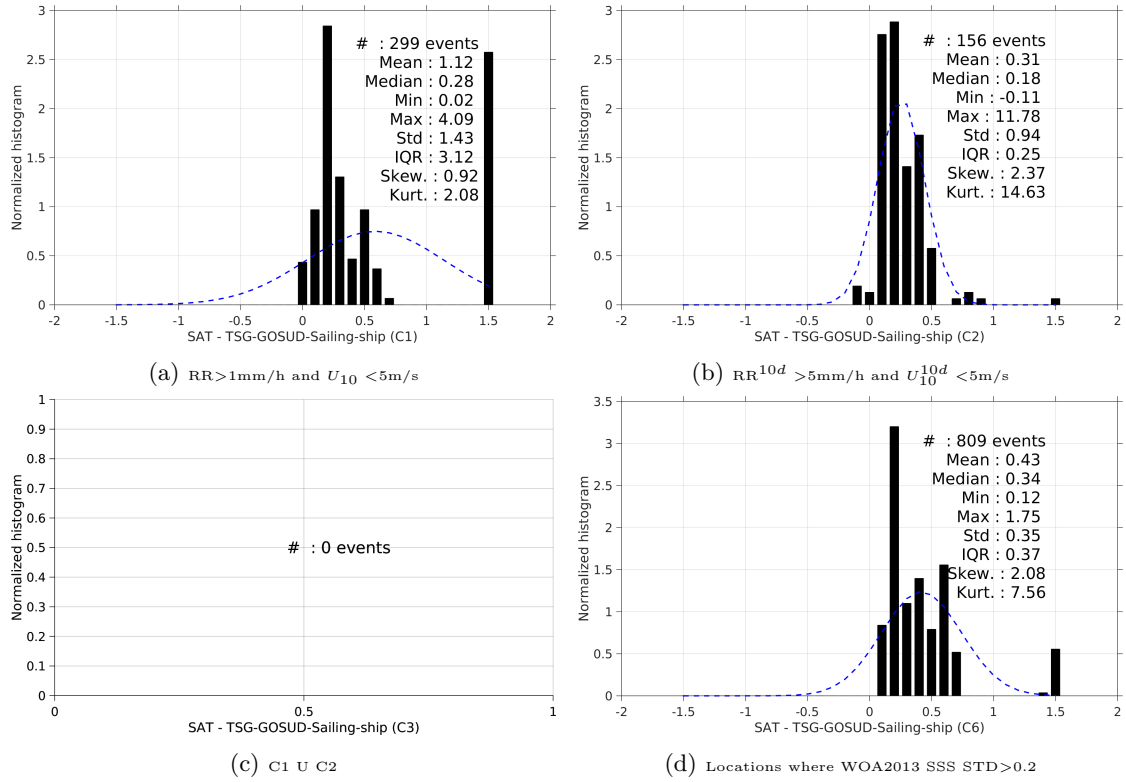 3
2.5
2
1.5
1
0.5
0
Normalized histogram
# : 299 events
Mean : 1.12
Median : 0.28
Min : 0.02
Max : 4.09
Std : 1.43
IQR : 3.12
Skew. : 0.92
Kurt. : 2.08
-2 -1.5 -1 -0.5 0 0.5 1 1.5 2
SAT - TSG-GOSUD-Sailing-ship (C1)
(a) RR>1mm/h and U10 <5m/s
3
2.5
2
1.5
1
0.5
0
Normalized histogram
# : 156 events
Mean : 0.31
Median : 0.18
Min : -0.11
Max : 11.78
Std : 0.94
IQR : 0.25
Skew. : 2.37
Kurt. : 14.63
-2 -1.5 -1 -0.5 0 0.5 1 1.5 2
SAT - TSG-GOSUD-Sailing-ship (C2)
(b) RR^10d >5mm/h and U10^10d <5m/s
1
0.9
0.8
0.7
0.6
0.5
0.4
0.3
0.2
0.1
0
Normalized histogram
# : 0 events
0 0.5 1
SAT - TSG-GOSUD-Sailing-ship (C3)
(c) C1 U C2
3.5
3
2.5
2
1.5
1
0.5
0
Normalized histogram
# : 809 events
Mean : 0.43
Median : 0.34
Min : 0.12
Max : 1.75
Std : 0.35
IQR : 0.37
Skew. : 2.08
Kurt. : 7.56
-2 -1.5 -1 -0.5 0 0.5 1 1.5 2
SAT - TSG-GOSUD-Sailing-ship (C6)
(d) Locations where WOA2013 SSS STD>0.2